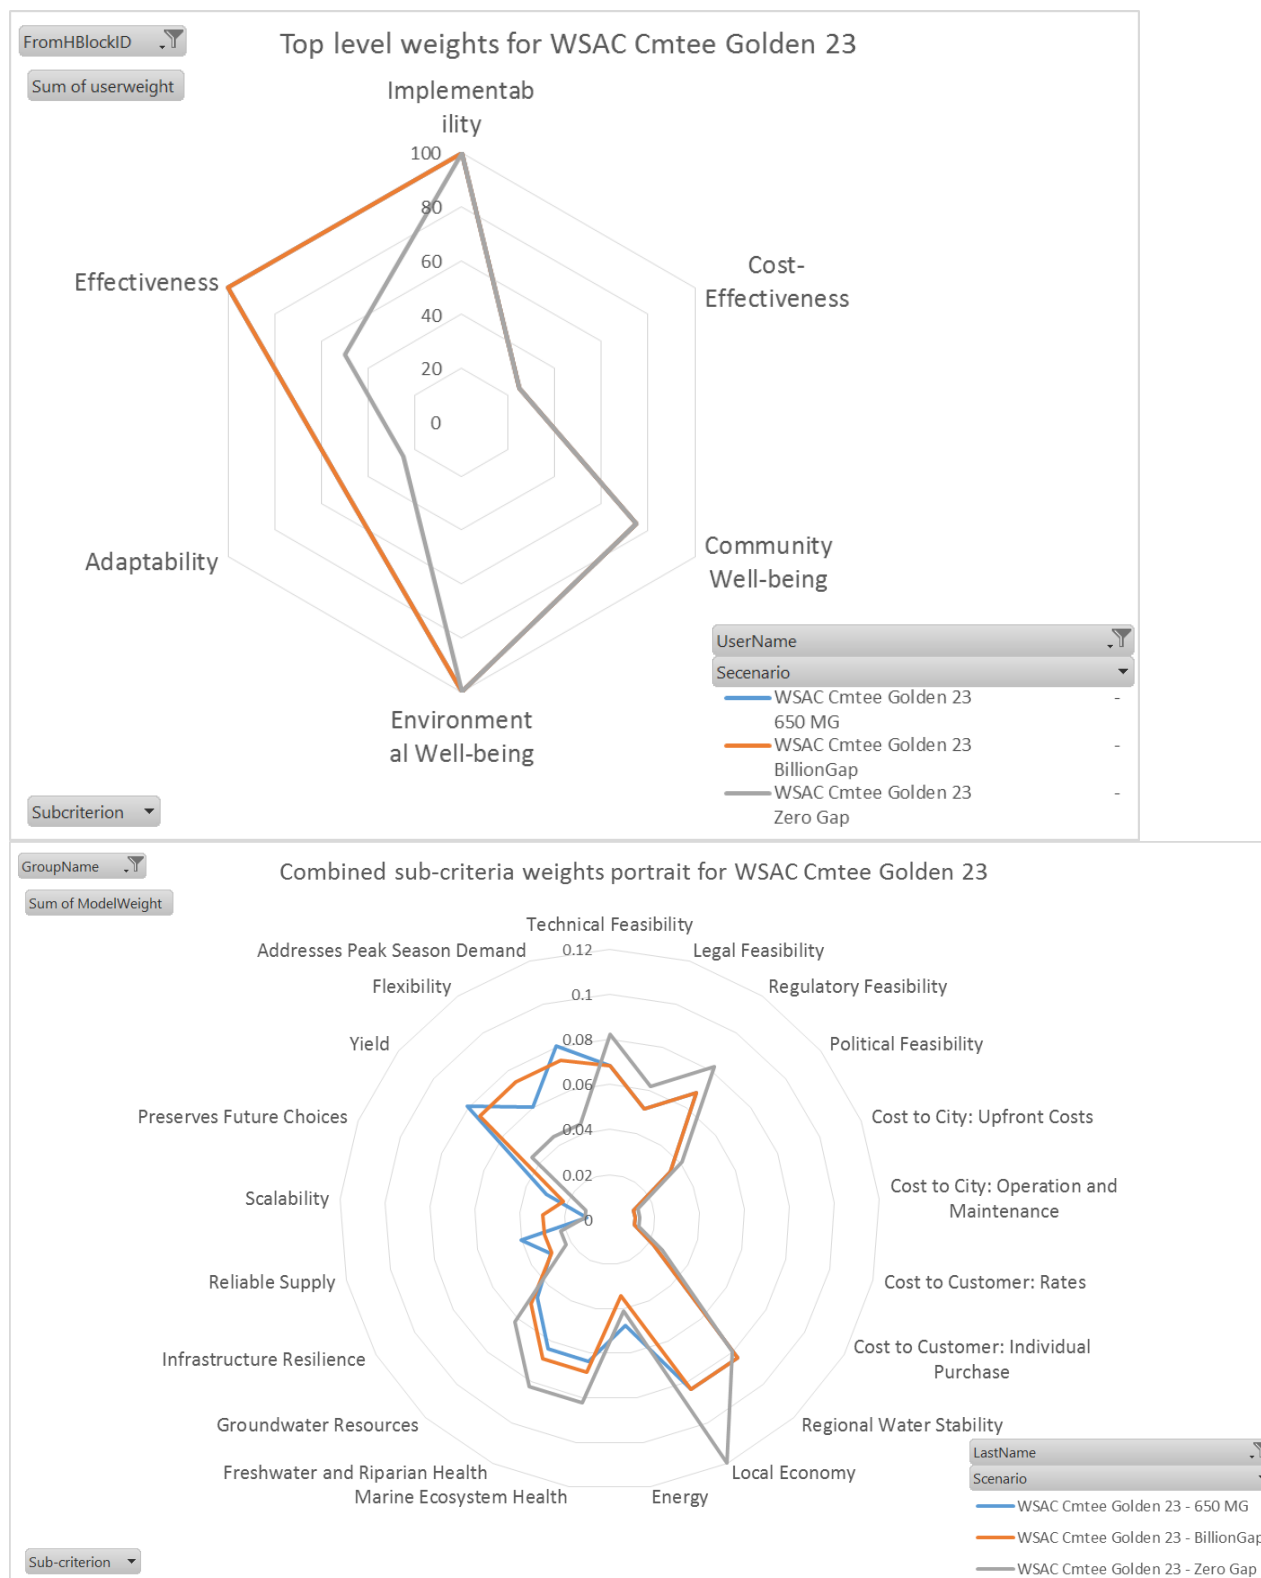 FromHBlockID
Top level weights for WSAC Cmtee Golden 23
Sum of userweight
Implementab
ility
100
80
60
40
20
0
Cost-
Effectiveness
Effectiveness
Community
Well-being
Adaptability
Environment
al Well-being
UserName
Secenario
WSAC Cmtee Golden 23 -
650 MG
WSAC Cmtee Golden 23 -
BillionGap
WSAC Cmtee Golden 23 -
Zero Gap
Subcriterion
GroupName
Combined sub-criteria weights portrait for WSAC Cmtee Golden 23
Sum of ModelWeight
Technical Feasibility
Legal Feasibility
Regulatory Feasibility
Political Feasibility
Cost to City: Upfront Costs
Cost to City: Operation and
Maintenance
Cost to Customer: Rates
Cost to Customer: Individual
Purchase
Regional Water Stability
Local Economy
Energy
Marine Ecosystem Health
Freshwater and Riparian Health
Groundwater Resources
Infrastructure Resilience
Reliable Supply
Scalability
Preserves Future Choices
Yield
Flexibility
Addresses Peak Season Demand
0.12
0.1
0.08
0.06
0.04
0.02
0
LastName
Scenario
WSAC Cmtee Golden 23 - 650 MG
WSAC Cmtee Golden 23 - BillionGap
WSAC Cmtee Golden 23 - Zero Gap
Sub-criterion